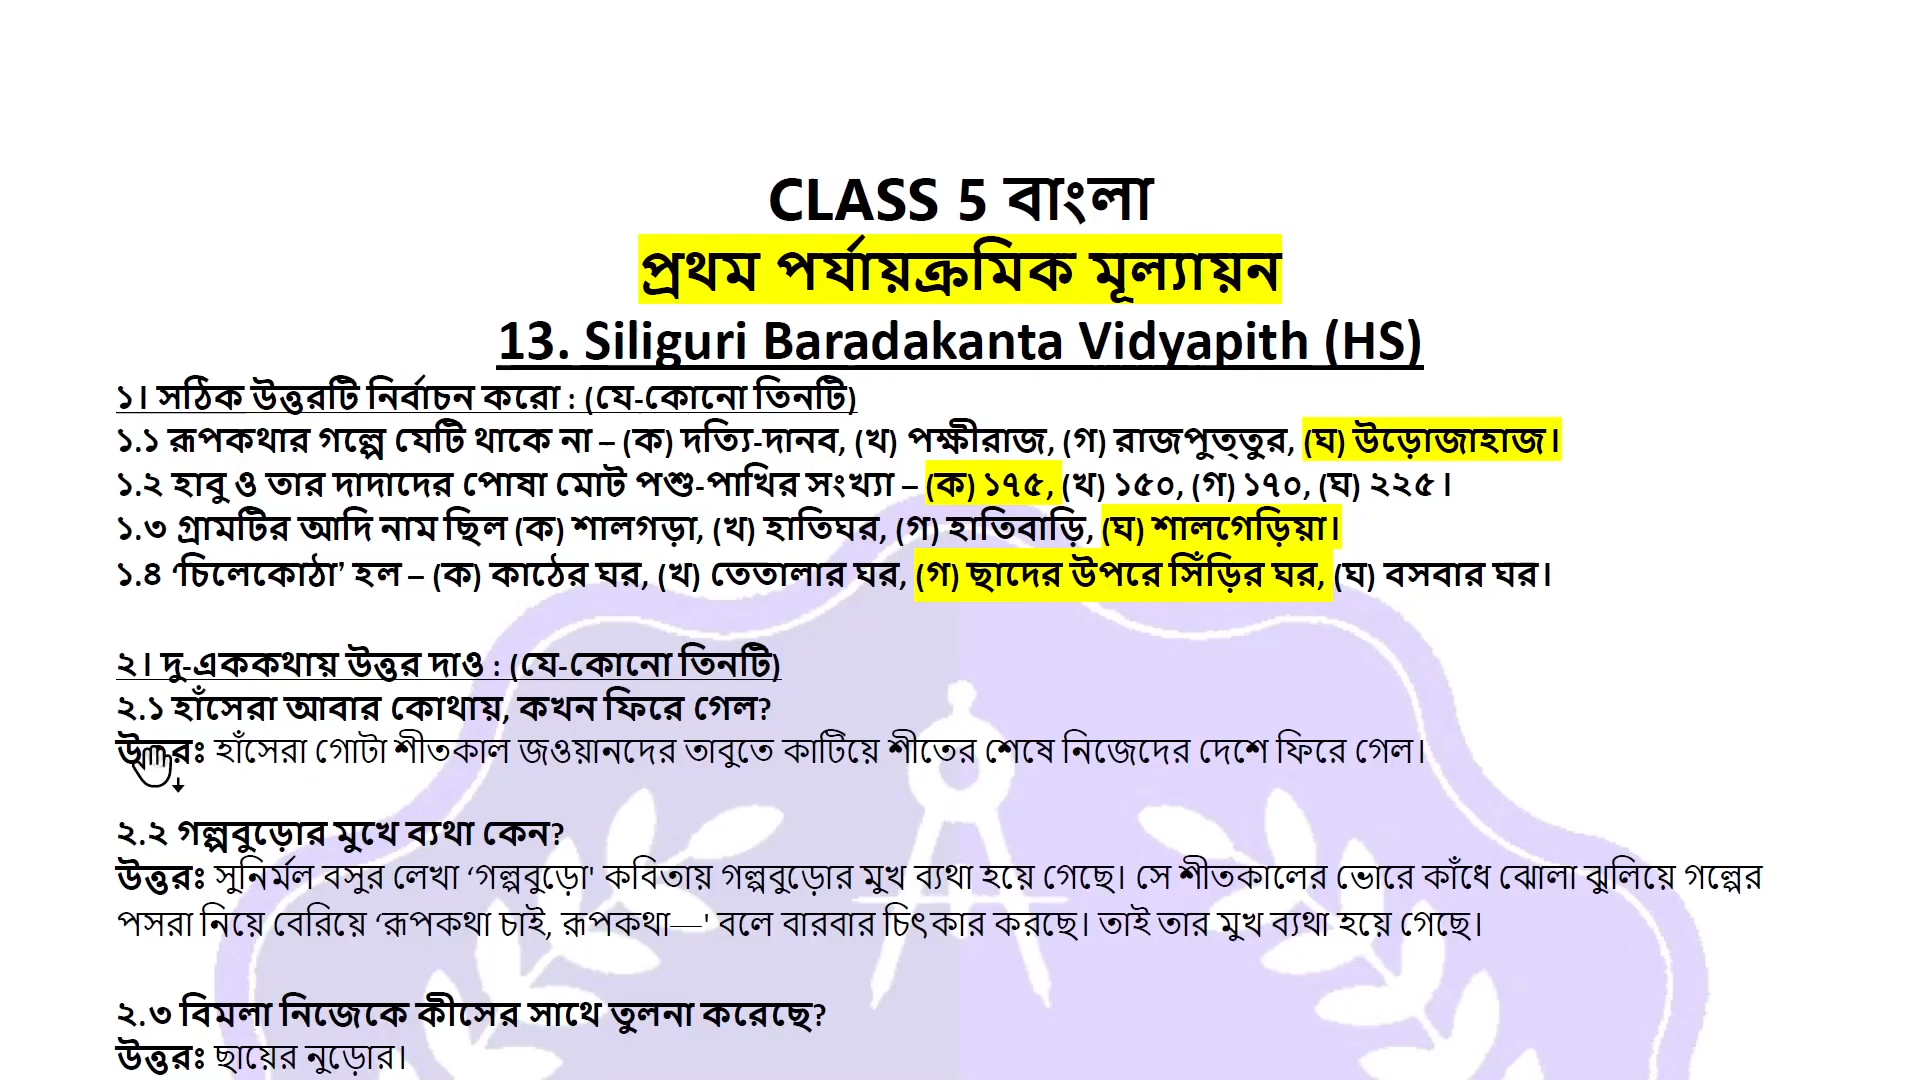 CLASS 5 বাংলা
প্রথম পর্যায়ক্রমিক মূল্যায়ন
13. Siliguri Baradakanta Vidyapith (HS)
১। সঠিক উত্তরটি নির্বাচন করো : (যে-কোনো তিনটি)
১.১ রূপকথার গল্পে যেটি থাকে না – (ক) দত্যি-দানব, (খ) পক্ষীরাজ, (গ) রাজপুত্তুর, (ঘ) উড়োজাহাজ।
১.২ হাবু ও তার দাদাদের পোষা মোট পশু-পাখির সংখ্যা – (ক) ১৭৫, (খ) ১৫০, (গ) ১৭০, (ঘ) ২২৫।
১.৩ গ্রামটির আদি নাম ছিল (ক) শালগড়া, (খ) হাতিঘর, (গ) হাতিবাড়ি, (ঘ) শালগেড়িয়া।
১.৪ ‘চিলেকোঠা’ হল – (ক) কাঠের ঘর, (খ) তেতালার ঘর, (গ) ছাদের উপরে সিঁড়ির ঘর, (ঘ) বসবার ঘর।
২। দু-এককথায় উত্তর দাও : (যে-কোনো তিনটি)
২.১ হাঁসেরা আবার কোথায়, কখন ফিরে গেল?
উত্তরঃ হাঁসেরা গোটা শীতকাল জওয়ানদের তাবুতে কাটিয়ে শীতের শেষে নিজেদের দেশে ফিরে গেল।
২.২ গল্পবুড়োর মুখে ব্যথা কেন?
উত্তরঃ সুনির্মল বসুর লেখা ‘গল্পবুড়ো' কবিতায় গল্পবুড়োর মুখ ব্যথা হয়ে গেছে। সে শীতকালের ভোরে কাঁধে ঝোলা ঝুলিয়ে গল্পের
পসরা নিয়ে বেরিয়ে ‘রূপকথা চাই, রূপকথা—' বলে বারবার চিৎকার করছে। তাই তার মুখ ব্যথা হয়ে গেছে।
২.৩ বিমলা নিজেকে কীসের সাথে তুলনা করেছে?
উত্তরঃ ছায়ের নুড়োর।